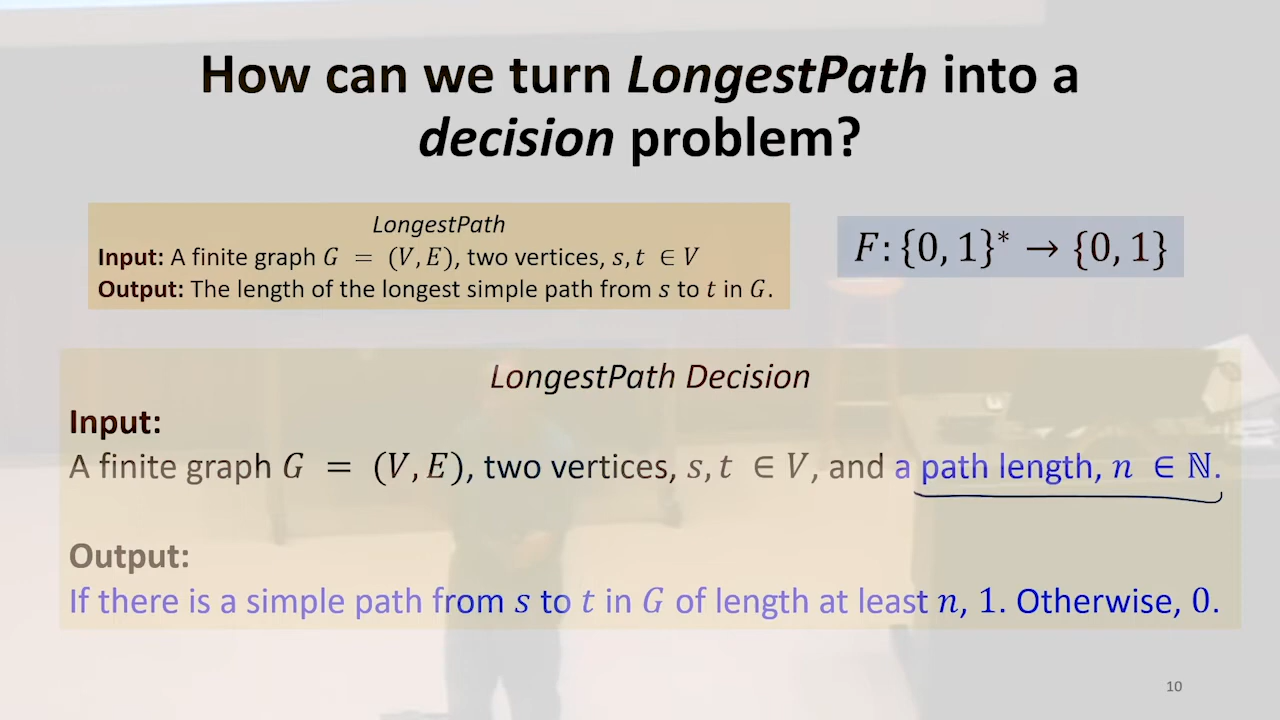 How can we turn LongestPath into a
decision problem?
LongestPath
Input: A finite graph G = (V, E), two vertices, s, t ∈ V
Output: The length of the longest simple path from s to t in G.
F: {0, 1}* → {0, 1}
LongestPath Decision
Input:
A finite graph G = (V, E), two vertices, s, t ∈ V, and a path length, n ∈ ℕ.
Output:
If there is a simple path from s to t in G of length at least n, 1. Otherwise, 0.
10